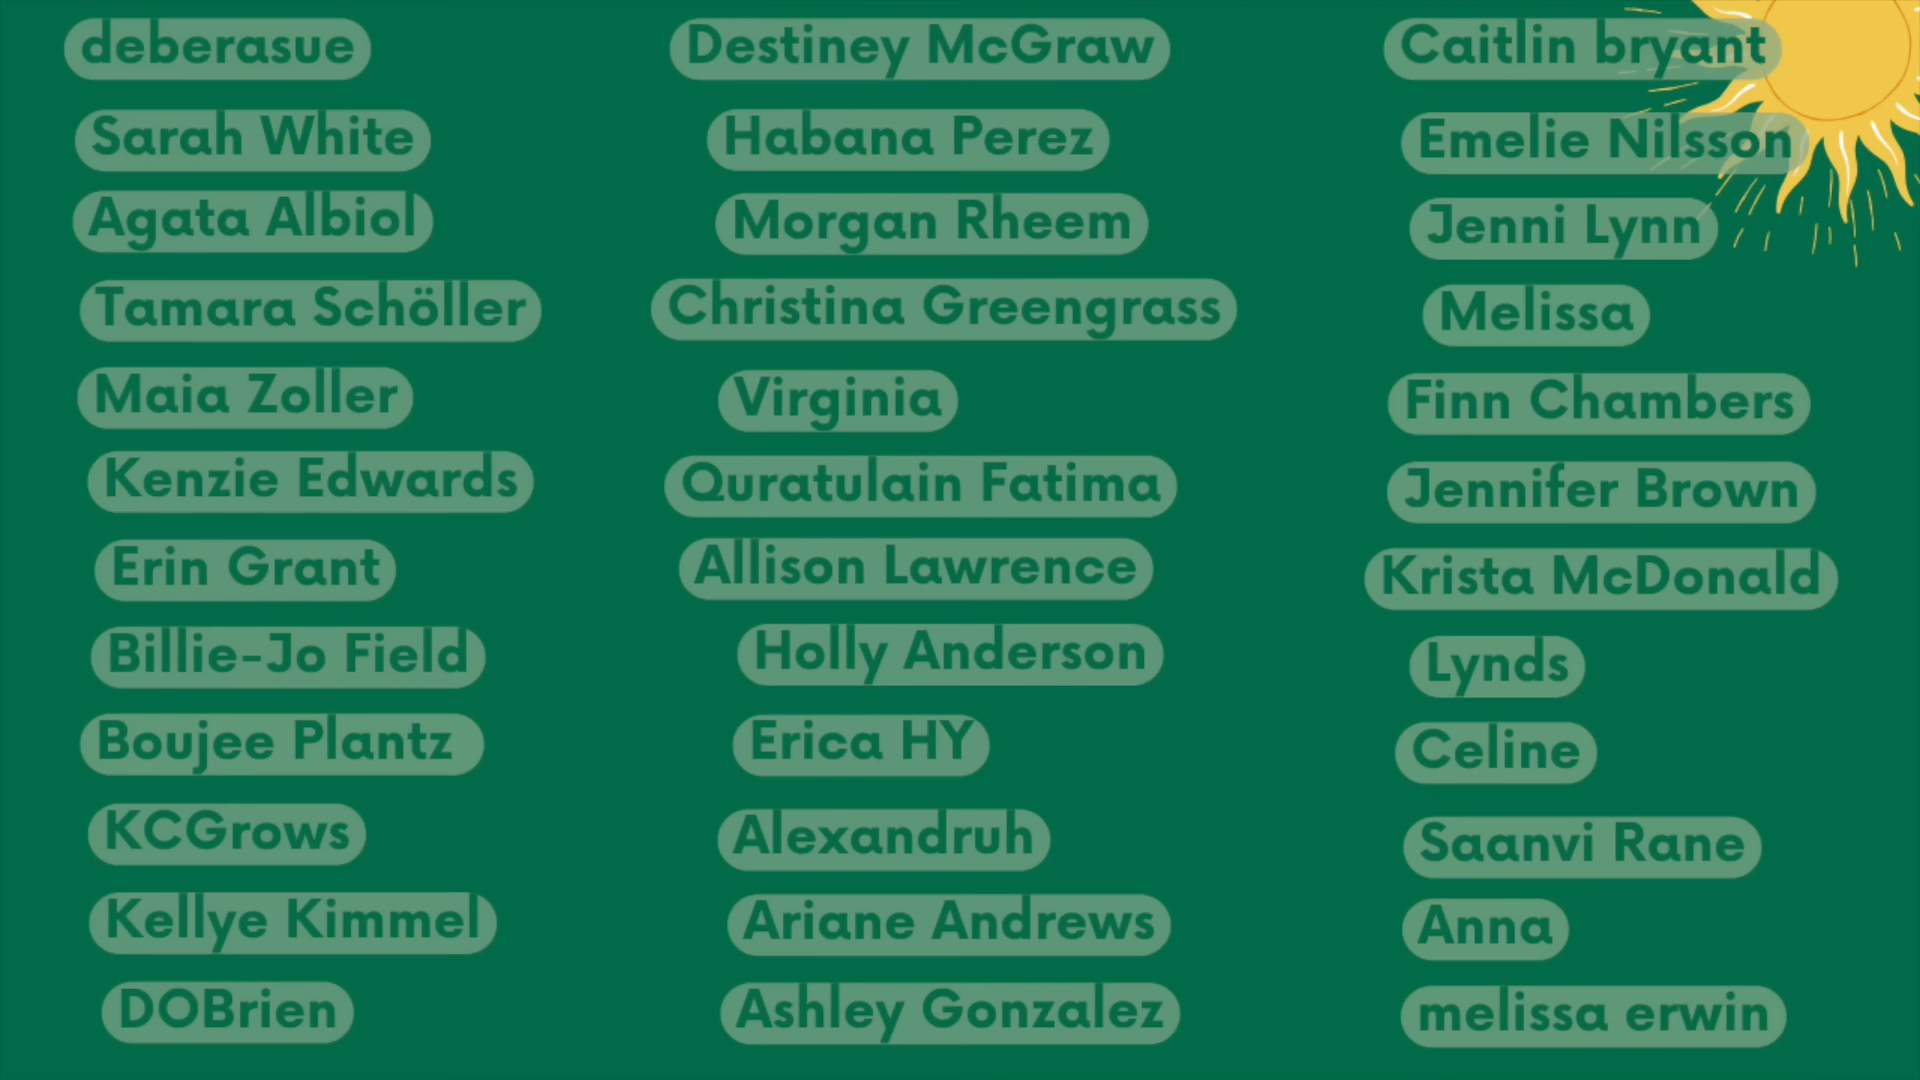 deberasue
Sarah White
Agata Albiol
Tamara Schöller
Maia Zoller
Kenzie Edwards
Erin Grant
Billie-Jo Field
Boujee Plantz
KCGrows
Kellye Kimmel
DOBrien
Destiney McGraw
Habana Perez
Morgan Rheem
Christina Greengrass
Virginia
Quratulain Fatima
Allison Lawrence
Holly Anderson
Erica HY
Alexandruh
Ariane Andrews
Ashley Gonzalez
Caitlin bryant
Emelie Nilsson
Jenni Lynn
Melissa
Finn Chambers
Jennifer Brown
Krista McDonald
Lynds
Celine
Saanvi Rane
Anna
melissa erwin